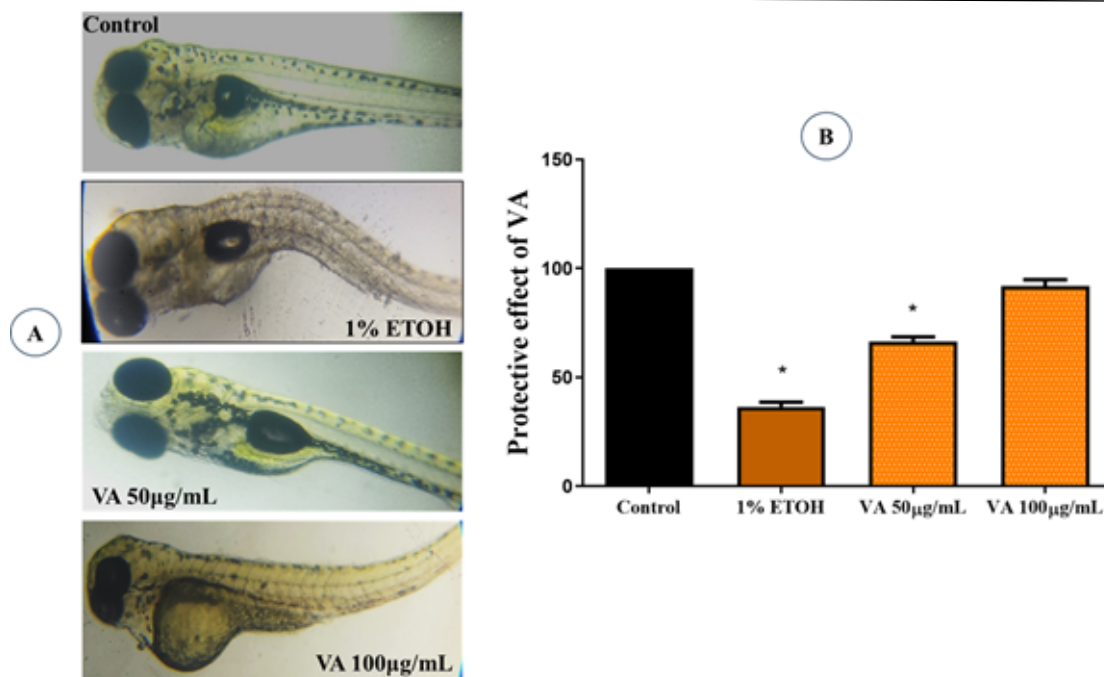 A
Control
1% ETOH
VA 50µg/mL
VA 100µg/mL
B
Protective effect of VA
150
100
50
0
*
*
Control
1% ETOH
VA 50µg/mL
VA 100µg/mL